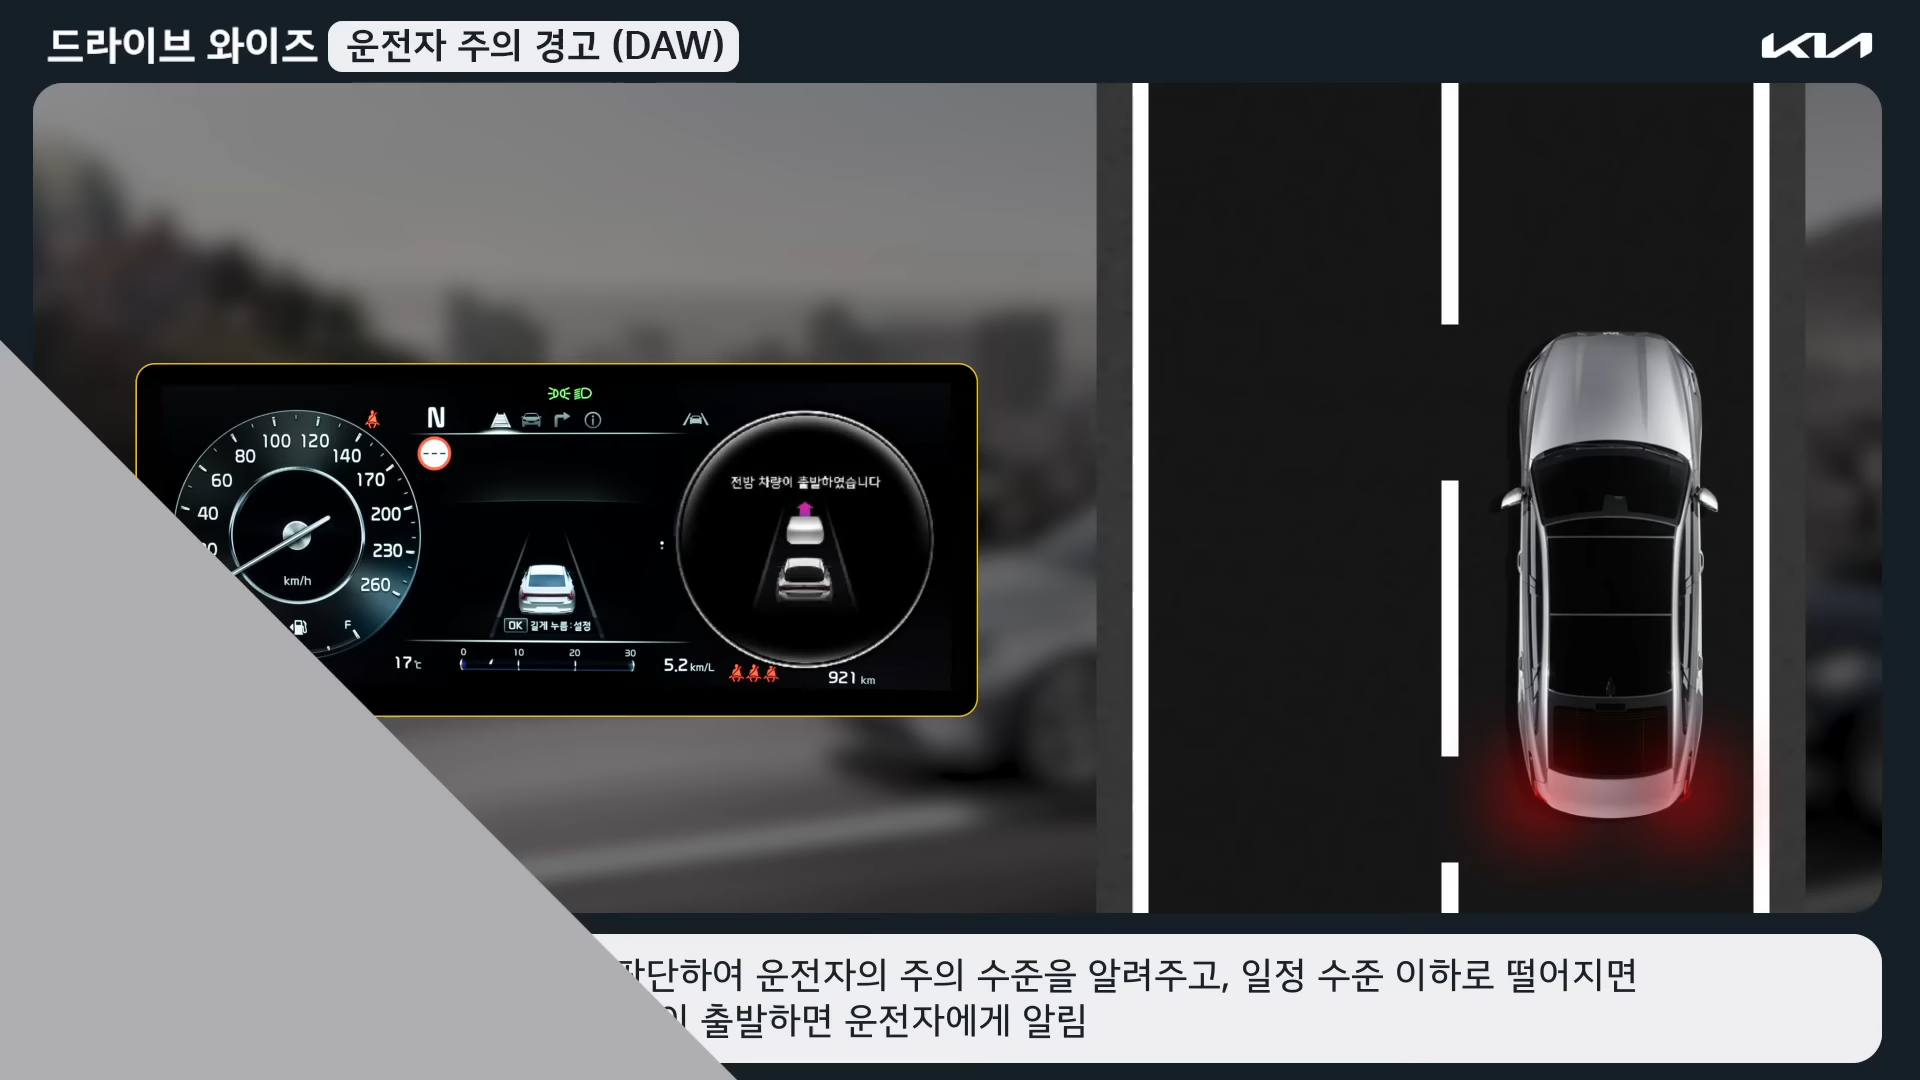 드라이브 와이즈 운전자 주의 경고 (DAW)
KIA
N
100 120
80 140
60 170
40 200
230
260
km/h
F
전방 차량이 출발하였습니다
OK 길게 누름:설정
0 10 20 30
17℃
5.2 km/L
921 km
판단하여 운전자의 주의 수준을 알려주고, 일정 수준 이하로 떨어지면
출발하면 운전자에게 알림